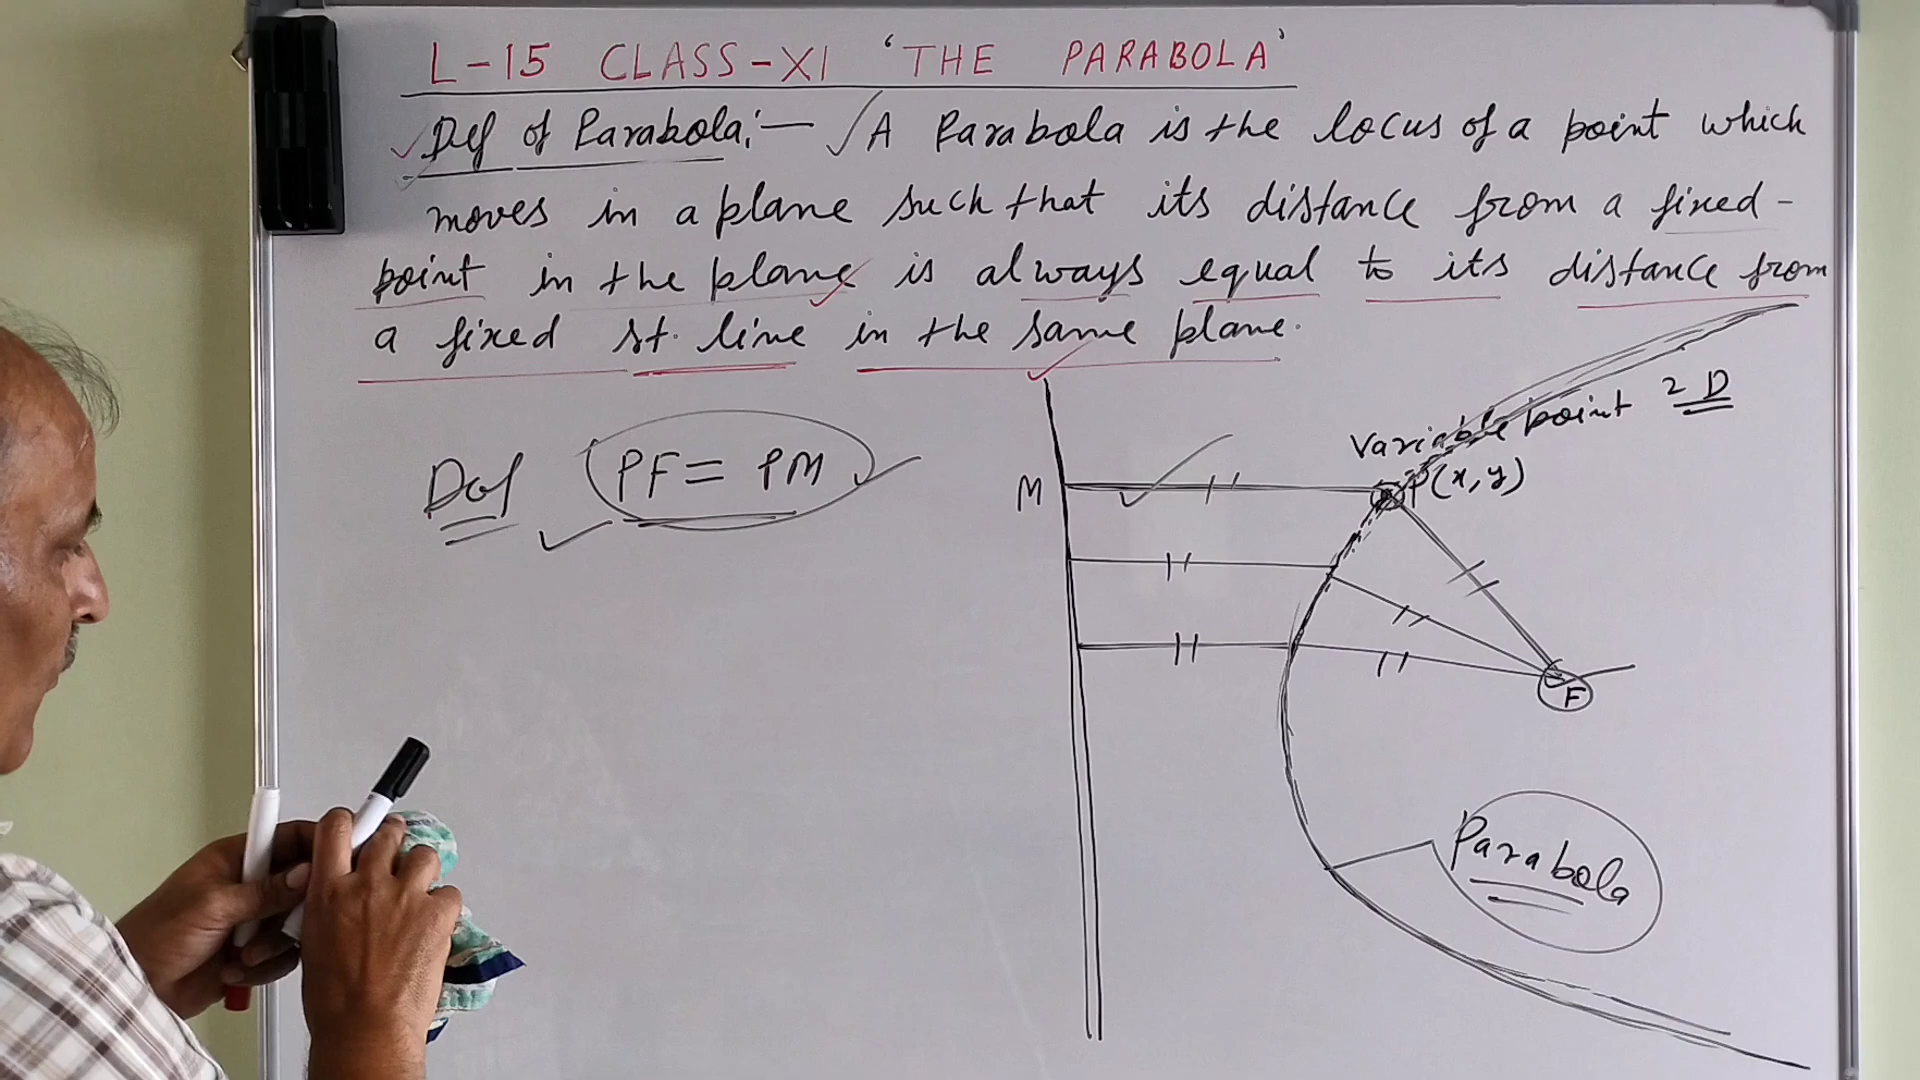 L-15 CLASS-XI 'THE PARABOLA'
Def of Parabola:— A Parabola is the locus of a point which
moves in a plane such that its distance from a fixed-
point in the plane is always equal to its distance from
a fixed st. line in the same plane.
Variable point 2D
Def PF = PM
M
P(x,y)
F
Parabola